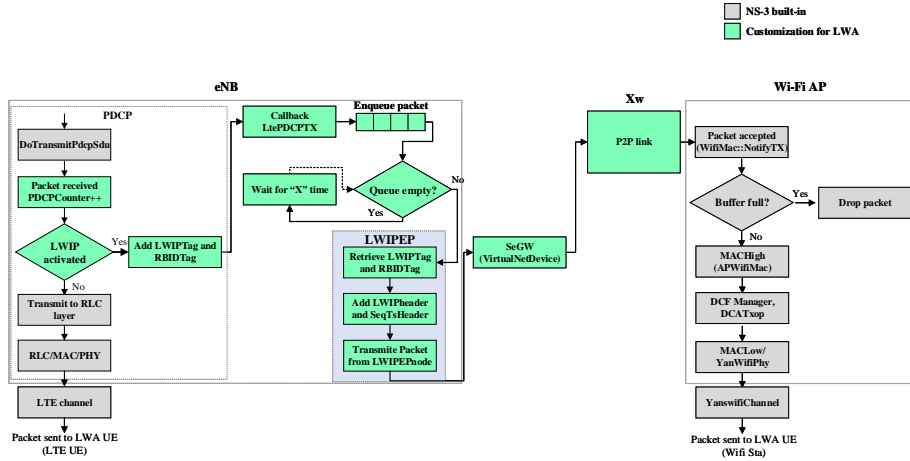 NS-3 built-in
Customization for LWA
eNB
PDCP
DoTransmitPdcpSdu
Packet received
PDCPCounter++
LWIP
activated
Yes
No
Add LWIPTag and
RBIDTag
Transmit to RLC
layer
RLC/MAC/PHY
LTE channel
Packet sent to LWA UE
(LTE UE)
Callback
LtePDCPTX
Enqueue packet
Wait for “X” time
Queue empty?
No
Yes
LWIPEP
Retrieve LWIPTag
and RBIDTag
Add LWIPheader
and SeqTsHeader
Transmite Packet
from LWIPEPnode
SeGW
(VirtualNetDevice)
Xw
P2P link
Wi-Fi AP
Packet accepted
(WifiMac::NotifyTX)
Buffer full?
Yes
Drop packet
No
MACHigh
(APWifiMac)
DCF Manager,
DCATxop
MACLow/
YanWifiPhy
YanswifiChannel
Packet sent to LWA UE
(Wifi Sta)